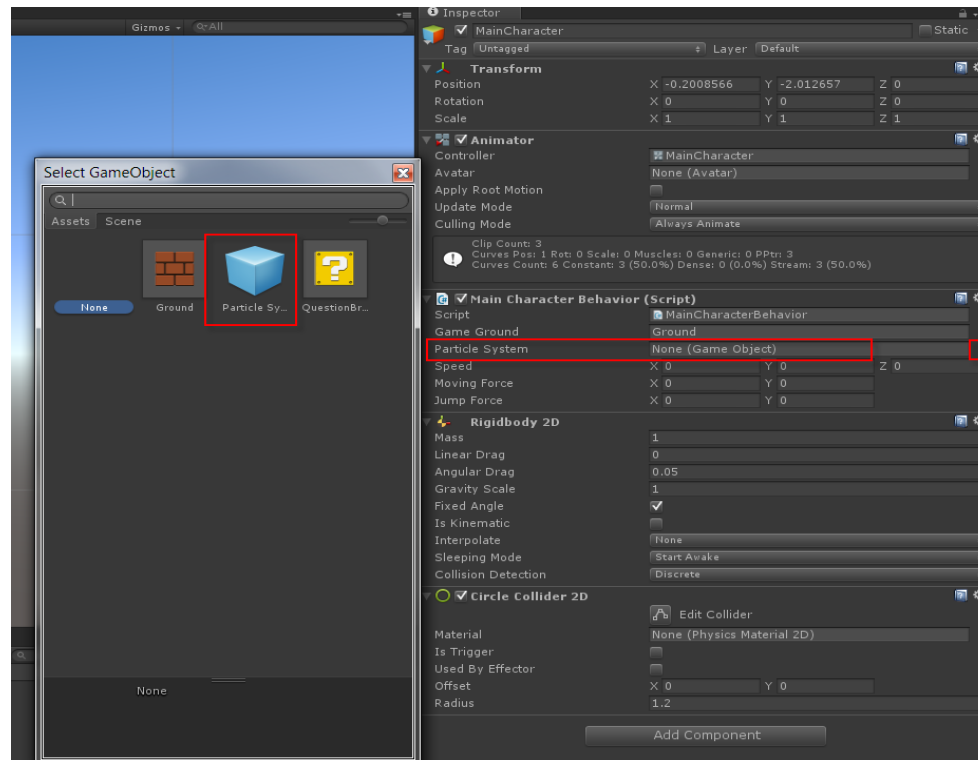 Gizmos
All
Select GameObject
Assets Scene
None
Ground
Particle Sy...
QuestionBr...
None
Inspector
MainCharacter
Static
Tag Untagged Layer Default
Transform
Position X -0.2008566 Y -2.012657 Z 0
Rotation X 0 Y 0 Z 0
Scale X 1 Y 1 Z 1
Animator
Controller MainCharacter
Avatar None (Avatar)
Apply Root Motion
Update Mode Normal
Culling Mode Always Animate
Clip Count: 3
Curves Pos: 1 Rot: 0 Scale: 0 Muscles: 0 Generic: 0 PPtr: 3
Curves Count: 6 Constant: 3 (50.0%) Dense: 0 (0.0%) Stream: 3 (50.0%)
Main Character Behavior (Script)
Script MainCharacterBehavior
Game Ground Ground
Particle System None (Game Object)
Speed X 0 Y 0 Z 0
Moving Force X 0 Y 0
Jump Force X 0 Y 0
Rigidbody 2D
Mass 1
Linear Drag 0
Angular Drag 0.05
Gravity Scale 1
Fixed Angle
Is Kinematic
Interpolate None
Sleeping Mode Start Awake
Collision Detection Discrete
Circle Collider 2D
Edit Collider
Material None (Physics Material 2D)
Is Trigger
Used By Effector
Offset X 0 Y 0
Radius 1.2
Add Component